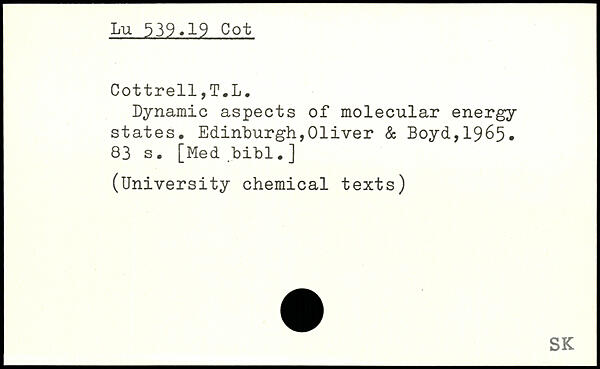 Lu 539.19 Cot
Cottrell,T.L.
Dynamic aspects of molecular energy
states. Edinburgh,Oliver & Boyd,1965.
83 s. [Med bibl.]
(University chemical texts)
SK